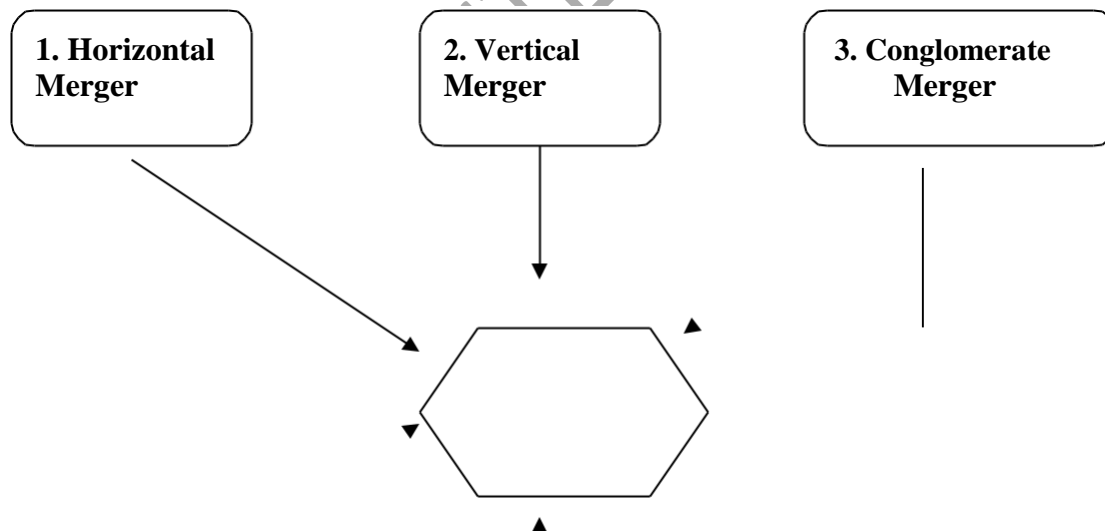 1. Horizontal
Merger
2. Vertical
Merger
3. Conglomerate
Merger